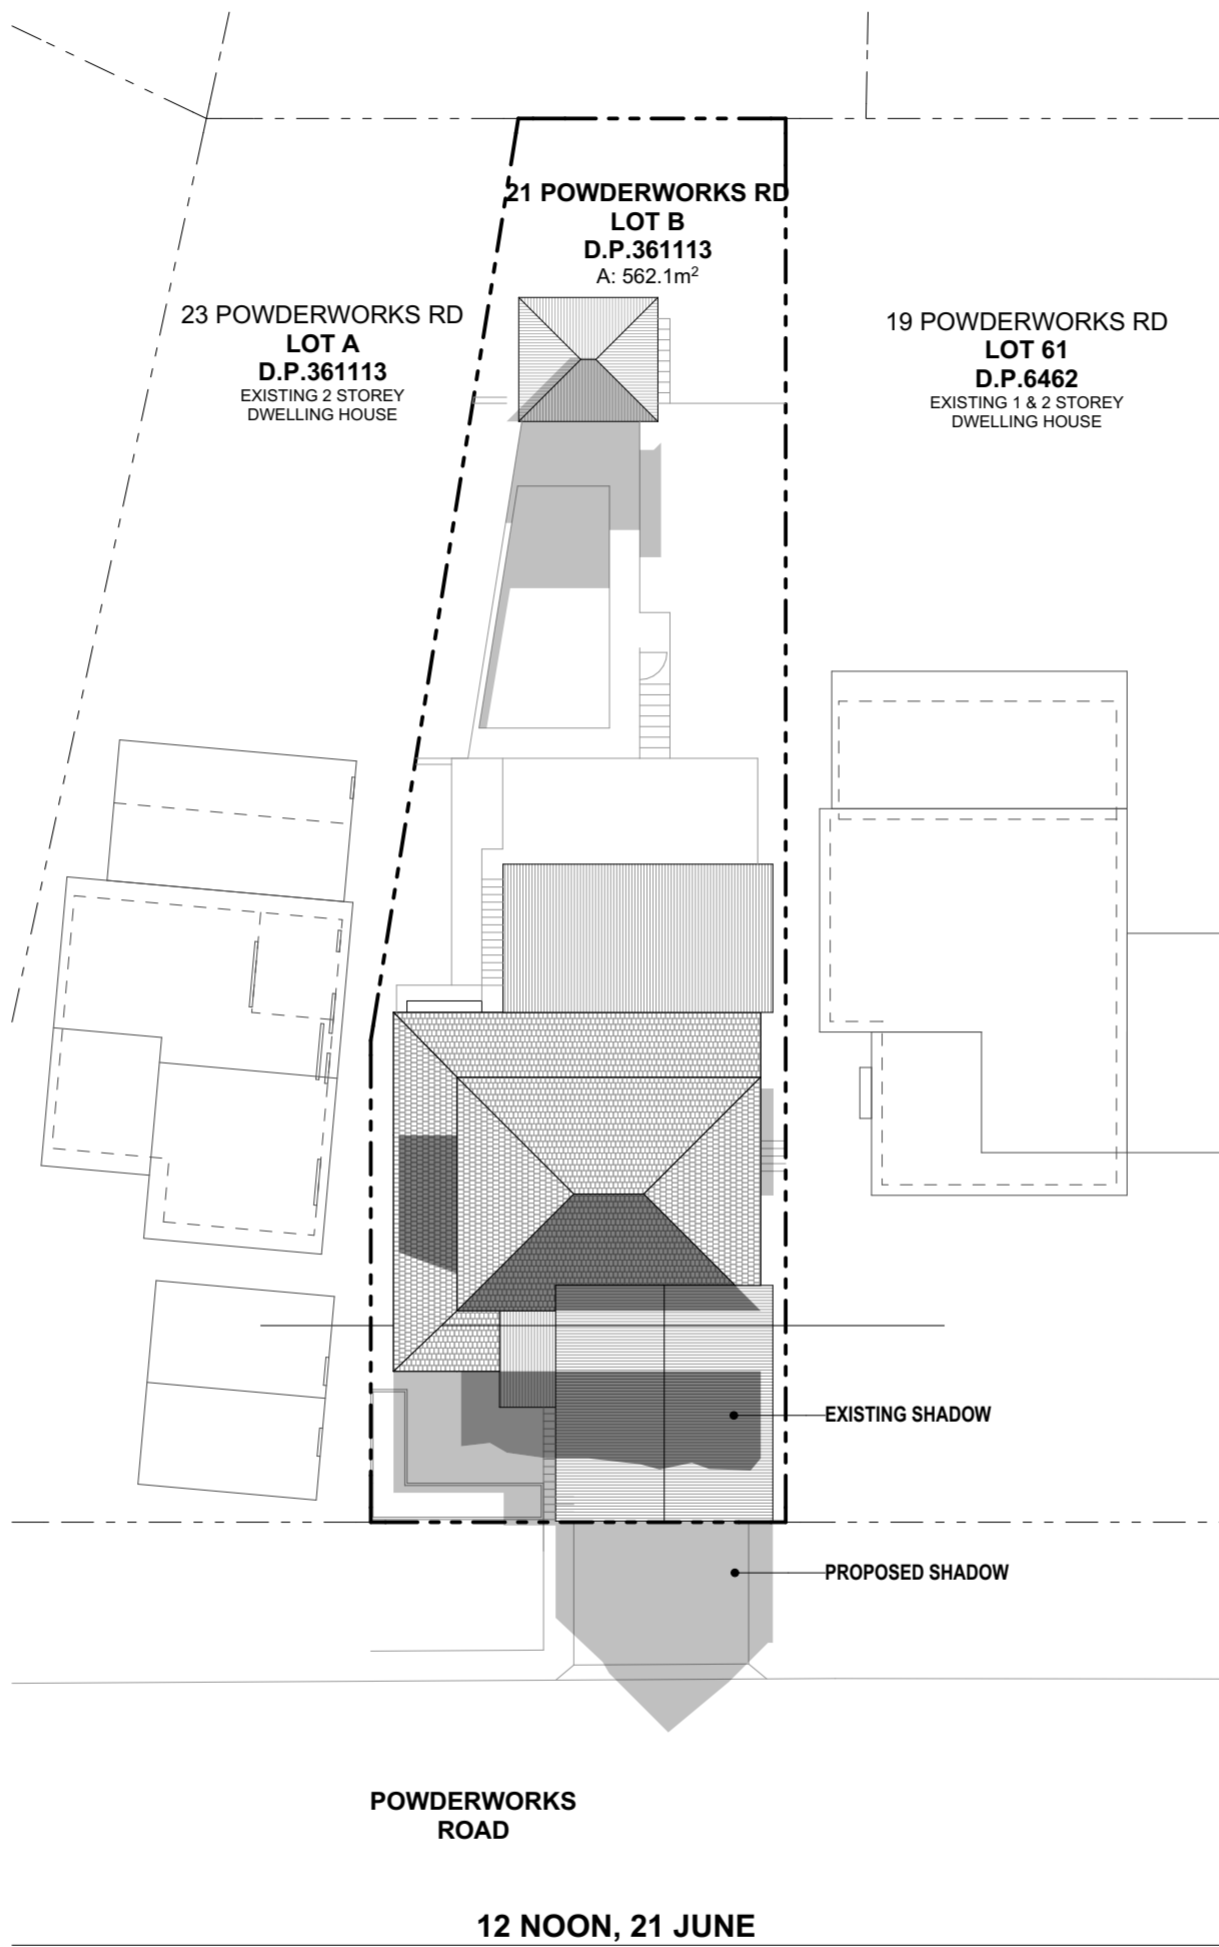 21 POWDERWORKS RD
LOT B
D.P.361113
A: 562.1m²
23 POWDERWORKS RD
LOT A
D.P.361113
EXISTING 2 STOREY
DWELLING HOUSE
19 POWDERWORKS RD
LOT 61
D.P.6462
EXISTING 1 & 2 STOREY
DWELLING HOUSE
EXISTING SHADOW
PROPOSED SHADOW
POWDERWORKS
ROAD
12 NOON, 21 JUNE